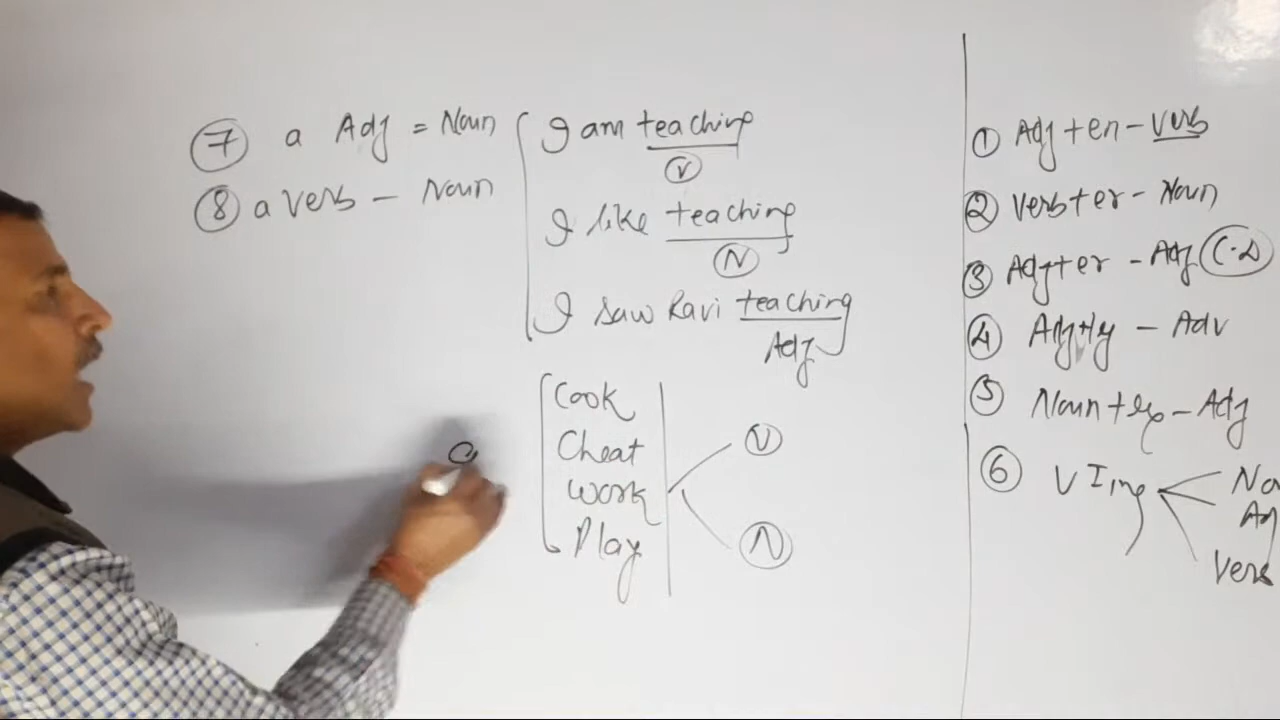 ⑦ a Adj = Noun
⑧ a verb - Noun
I am teaching
Ⓥ
I like teaching
Ⓝ
I saw Ravi teaching
Adj
Cook
Cheat
Work
Play
Ⓥ
Ⓝ
① Adj + en - verb
② Verb + er - Noun
③ Adj + er - Adj
④ Adj + ly - Adv
⑤ Noun + - Adj
⑥ V Ing
No
Adj
Verb